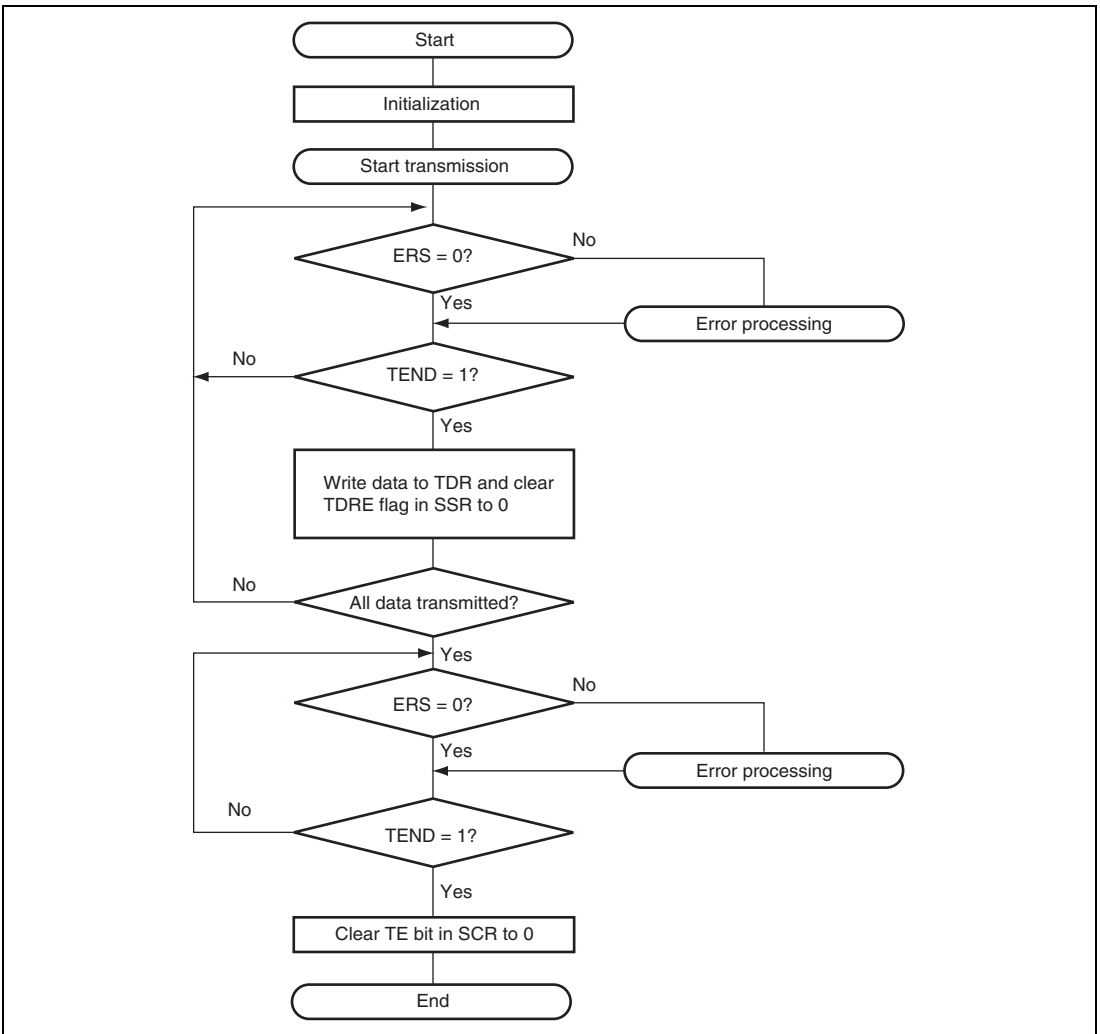 Start
Initialization
Start transmission
ERS = 0?
No
Yes
Error processing
No
TEND = 1?
Yes
Write data to TDR and clear
TDRE flag in SSR to 0
No
All data transmitted?
Yes
ERS = 0?
No
Yes
Error processing
No
TEND = 1?
Yes
Clear TE bit in SCR to 0
End